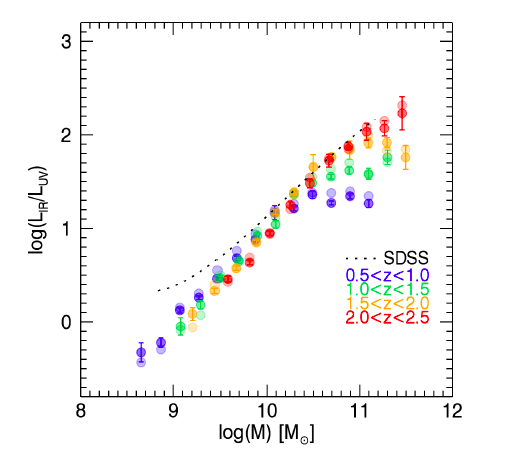 3
2
1
0
log(L_IR/L_UV)
SDSS
0.5<z<1.0
1.0<z<1.5
1.5<z<2.0
2.0<z<2.5
8 9 10 11 12
log(M) [M⊙]